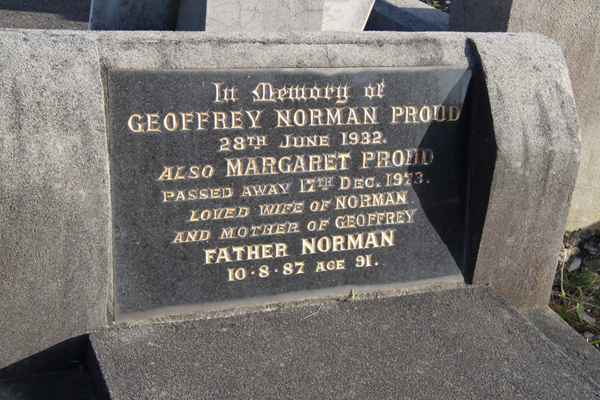 In Memory of
GEOFFREY NORMAN PROUD
28TH JUNE 1932.
ALSO MARGARET PROUD
PASSED AWAY 17TH DEC. 1973.
LOVED WIFE OF NORMAN
AND MOTHER OF GEOFFREY
FATHER NORMAN
10·8·87 AGE 91.